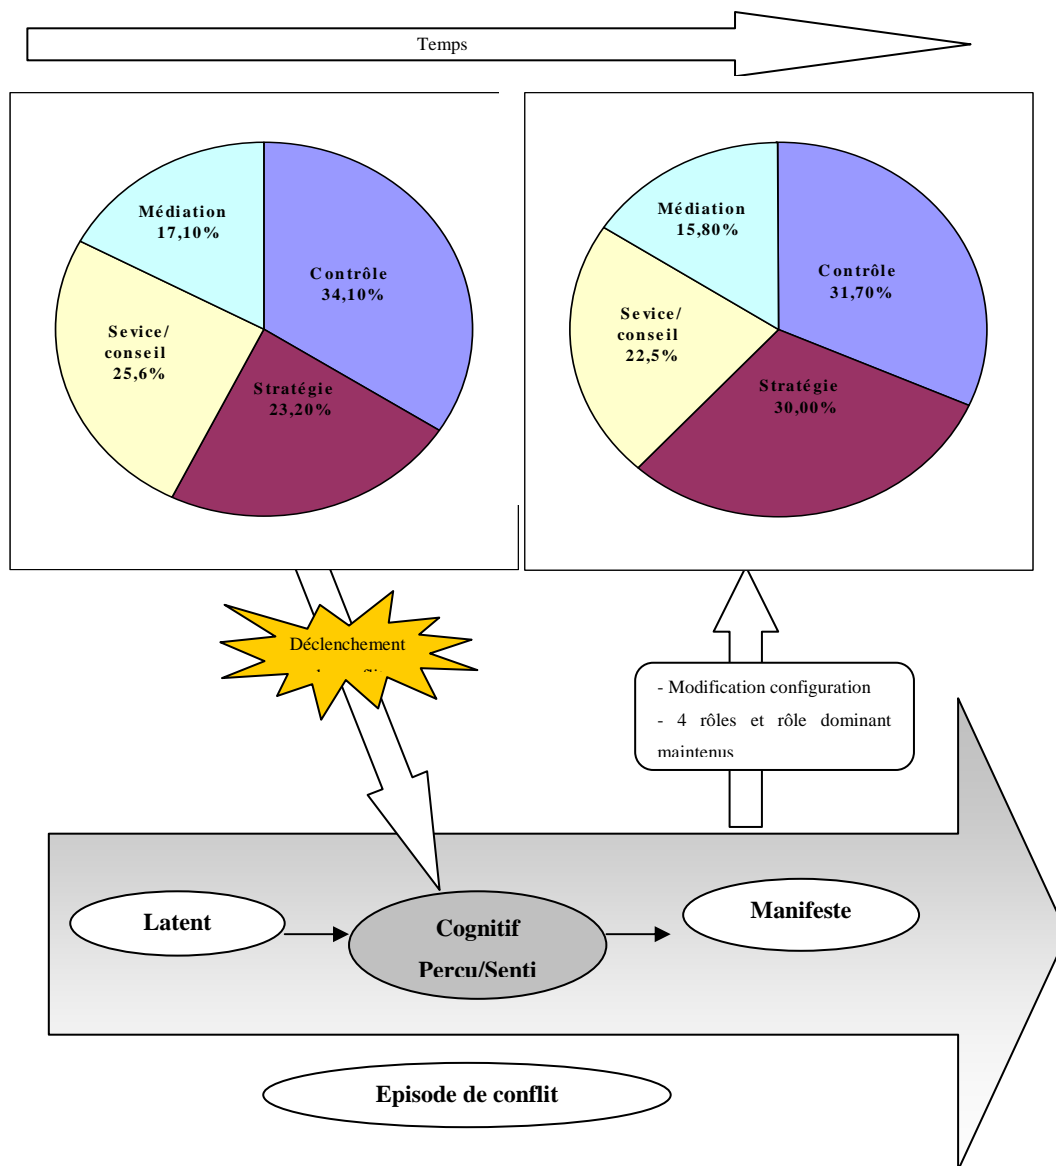 Temps
Médiation
17,10%
Contrôle
34,10%
Sevice/
conseil
25,6%
Stratégie
23,20%
Médiation
15,80%
Contrôle
31,70%
Sevice/
conseil
22,5%
Stratégie
30,00%
Déclenchement
- Modification configuration
- 4 rôles et rôle dominant
maintenus
Latent
Cognitif
Perçu/Senti
Manifeste
Episode de conflit